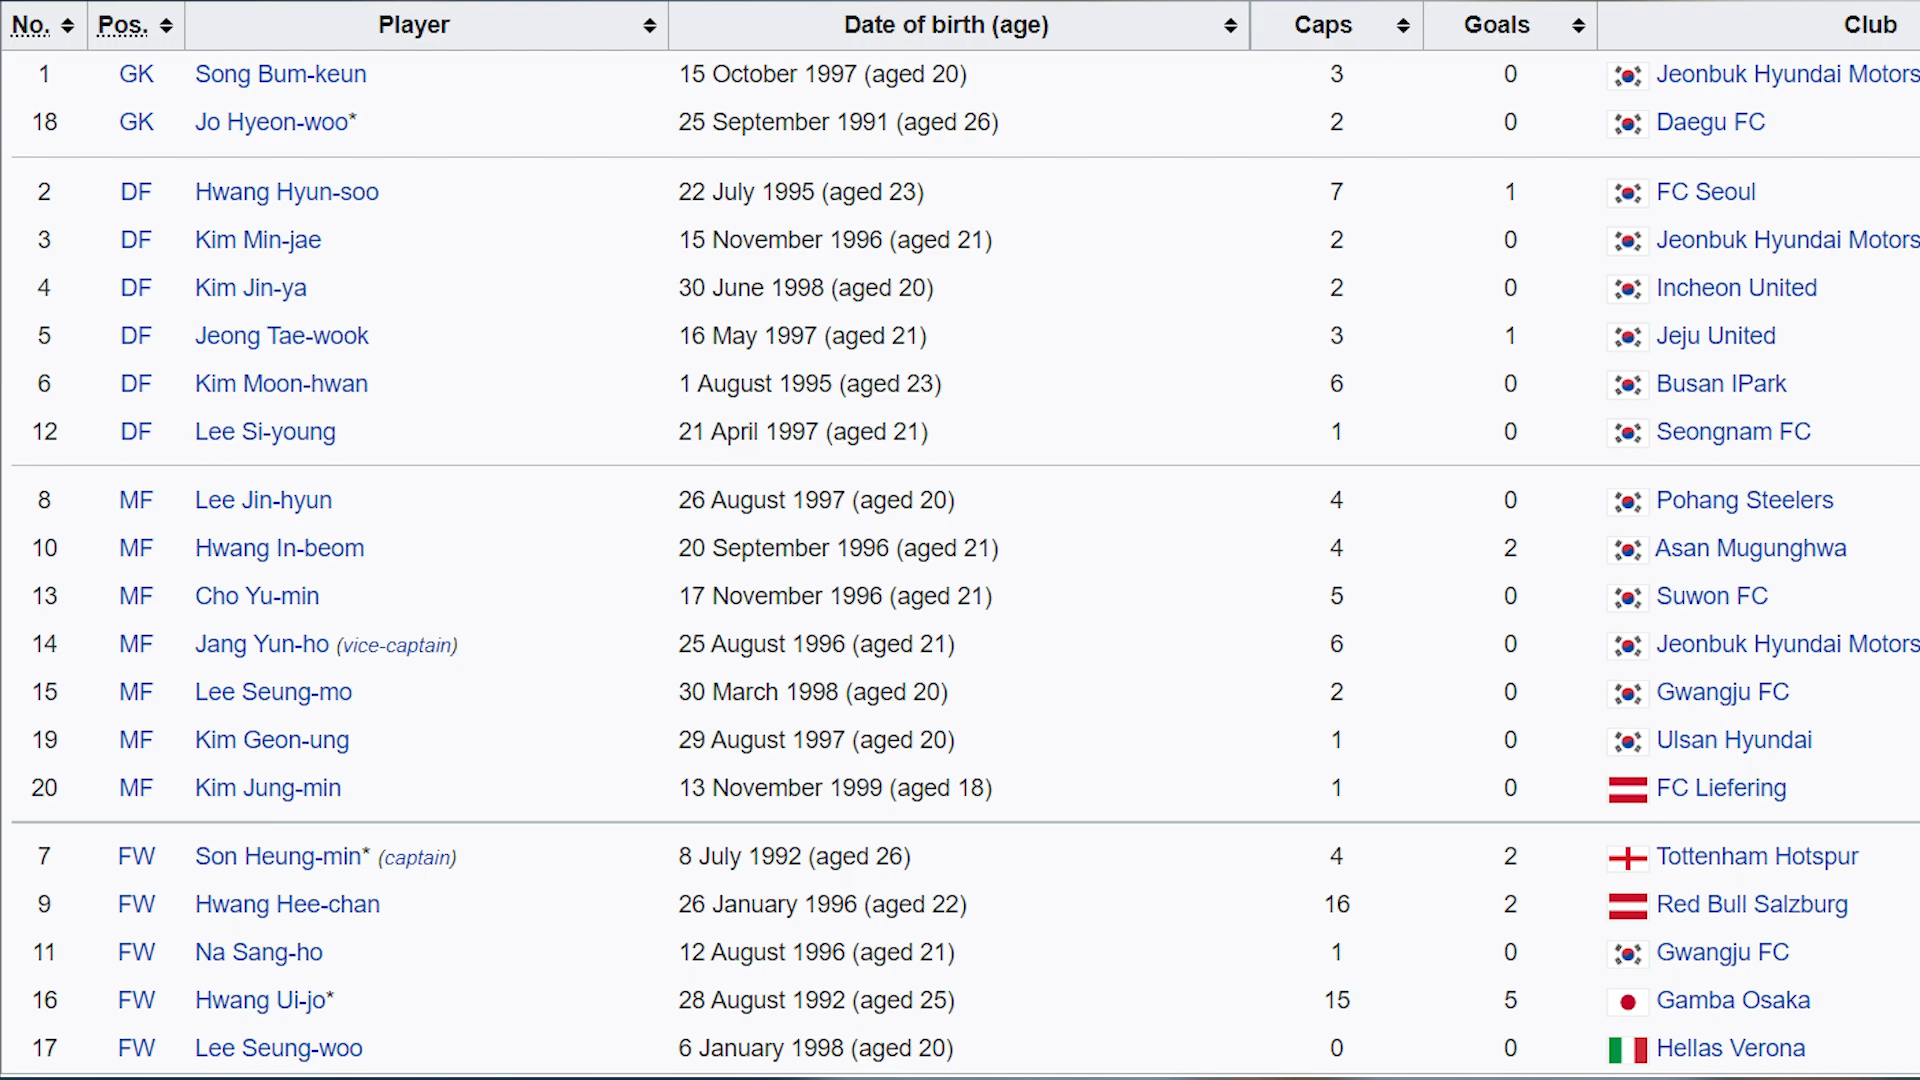 No. Pos. Player Date of birth (age) Caps Goals Club
1 GK Song Bum-keun 15 October 1997 (aged 20) 3 0 Jeonbuk Hyundai Motors
18 GK Jo Hyeon-woo* 25 September 1991 (aged 26) 2 0 Daegu FC
2 DF Hwang Hyun-soo 22 July 1995 (aged 23) 7 1 FC Seoul
3 DF Kim Min-jae 15 November 1996 (aged 21) 2 0 Jeonbuk Hyundai Motors
4 DF Kim Jin-ya 30 June 1998 (aged 20) 2 0 Incheon United
5 DF Jeong Tae-wook 16 May 1997 (aged 21) 3 1 Jeju United
6 DF Kim Moon-hwan 1 August 1995 (aged 23) 6 0 Busan IPark
12 DF Lee Si-young 21 April 1997 (aged 21) 1 0 Seongnam FC
8 MF Lee Jin-hyun 26 August 1997 (aged 20) 4 0 Pohang Steelers
10 MF Hwang In-beom 20 September 1996 (aged 21) 4 2 Asan Mugunghwa
13 MF Cho Yu-min 17 November 1996 (aged 21) 5 0 Suwon FC
14 MF Jang Yun-ho (vice-captain) 25 August 1996 (aged 21) 6 0 Jeonbuk Hyundai Motors
15 MF Lee Seung-mo 30 March 1998 (aged 20) 2 0 Gwangju FC
19 MF Kim Geon-ung 29 August 1997 (aged 20) 1 0 Ulsan Hyundai
20 MF Kim Jung-min 13 November 1999 (aged 18) 1 0 FC Liefering
7 FW Son Heung-min* (captain) 8 July 1992 (aged 26) 4 2 Tottenham Hotspur
9 FW Hwang Hee-chan 26 January 1996 (aged 22) 16 2 Red Bull Salzburg
11 FW Na Sang-ho 12 August 1996 (aged 21) 1 0 Gwangju FC
16 FW Hwang Ui-jo* 28 August 1992 (aged 25) 15 5 Gamba Osaka
17 FW Lee Seung-woo 6 January 1998 (aged 20) 0 0 Hellas Verona